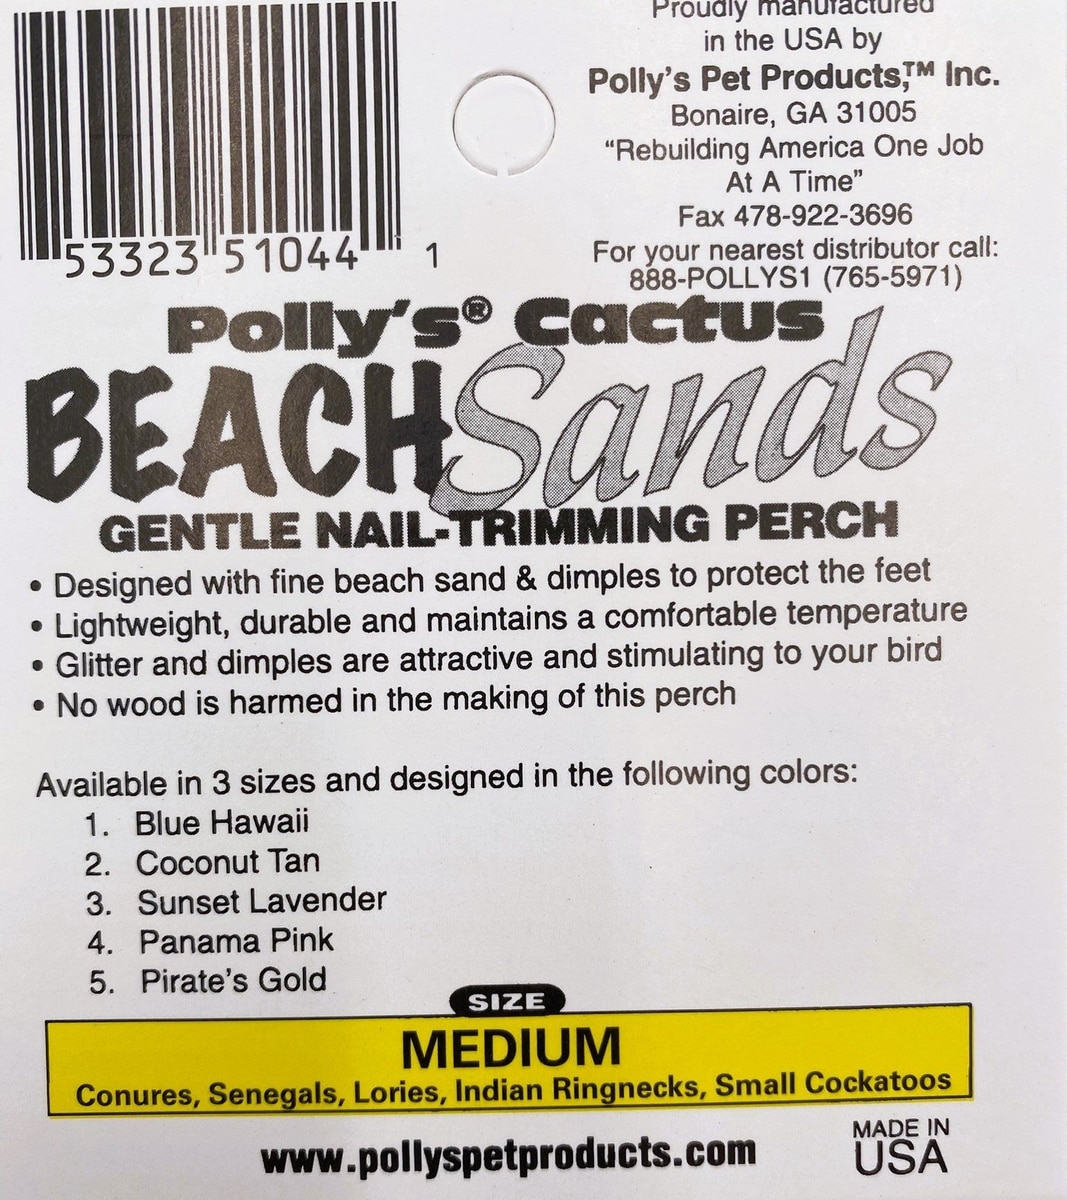 Proudly manufactured
in the USA by
Polly's Pet Products,™ Inc.
Bonaire, GA 31005
“Rebuilding America One Job
At A Time”
Fax 478-922-3696
For your nearest distributor call:
888-POLLYS1 (765-5971)
53323 51044 1
Polly's® Cactus
BEACH Sands
GENTLE NAIL-TRIMMING PERCH
• Designed with fine beach sand & dimples to protect the feet
• Lightweight, durable and maintains a comfortable temperature
• Glitter and dimples are attractive and stimulating to your bird
• No wood is harmed in the making of this perch
Available in 3 sizes and designed in the following colors:
1. Blue Hawaii
2. Coconut Tan
3. Sunset Lavender
4. Panama Pink
5. Pirate's Gold
SIZE
MEDIUM
Conures, Senegals, Lories, Indian Ringnecks, Small Cockatoos
www.pollyspetproducts.com
MADE IN
USA